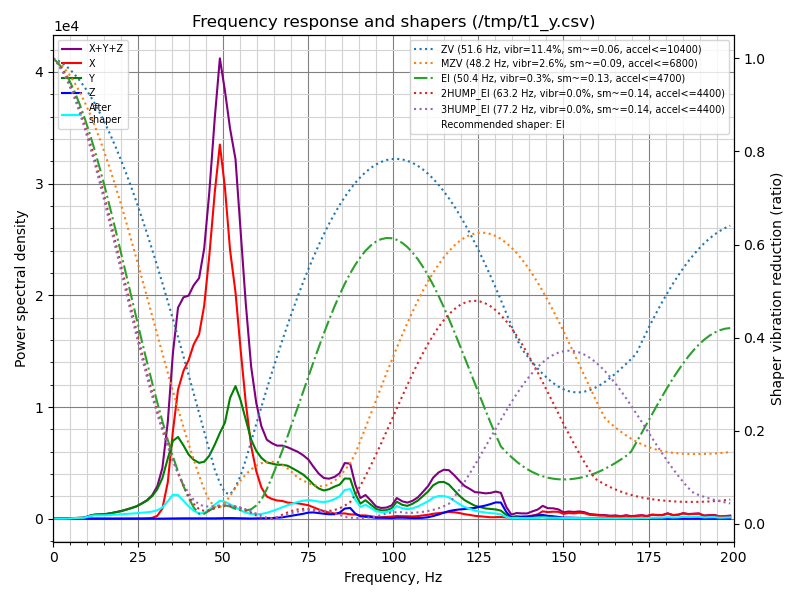 Frequency response and shapers (/tmp/t1_y.csv)
1e4
X+Y+Z
X
Y
Z
After
shaper
ZV (51.6 Hz, vibr=11.4%, sm~=0.06, accel<=10400)
MZV (48.2 Hz, vibr=2.6%, sm~=0.09, accel<=6800)
EI (50.4 Hz, vibr=0.3%, sm~=0.13, accel<=4700)
2HUMP_EI (63.2 Hz, vibr=0.0%, sm~=0.14, accel<=4400)
3HUMP_EI (77.2 Hz, vibr=0.0%, sm~=0.14, accel<=4400)
Recommended shaper: EI
Power spectral density
4
3
2
1
0
Shaper vibration reduction (ratio)
1.0
0.8
0.6
0.4
0.2
0.0
0 25 50 75 100 125 150 175 200
Frequency, Hz